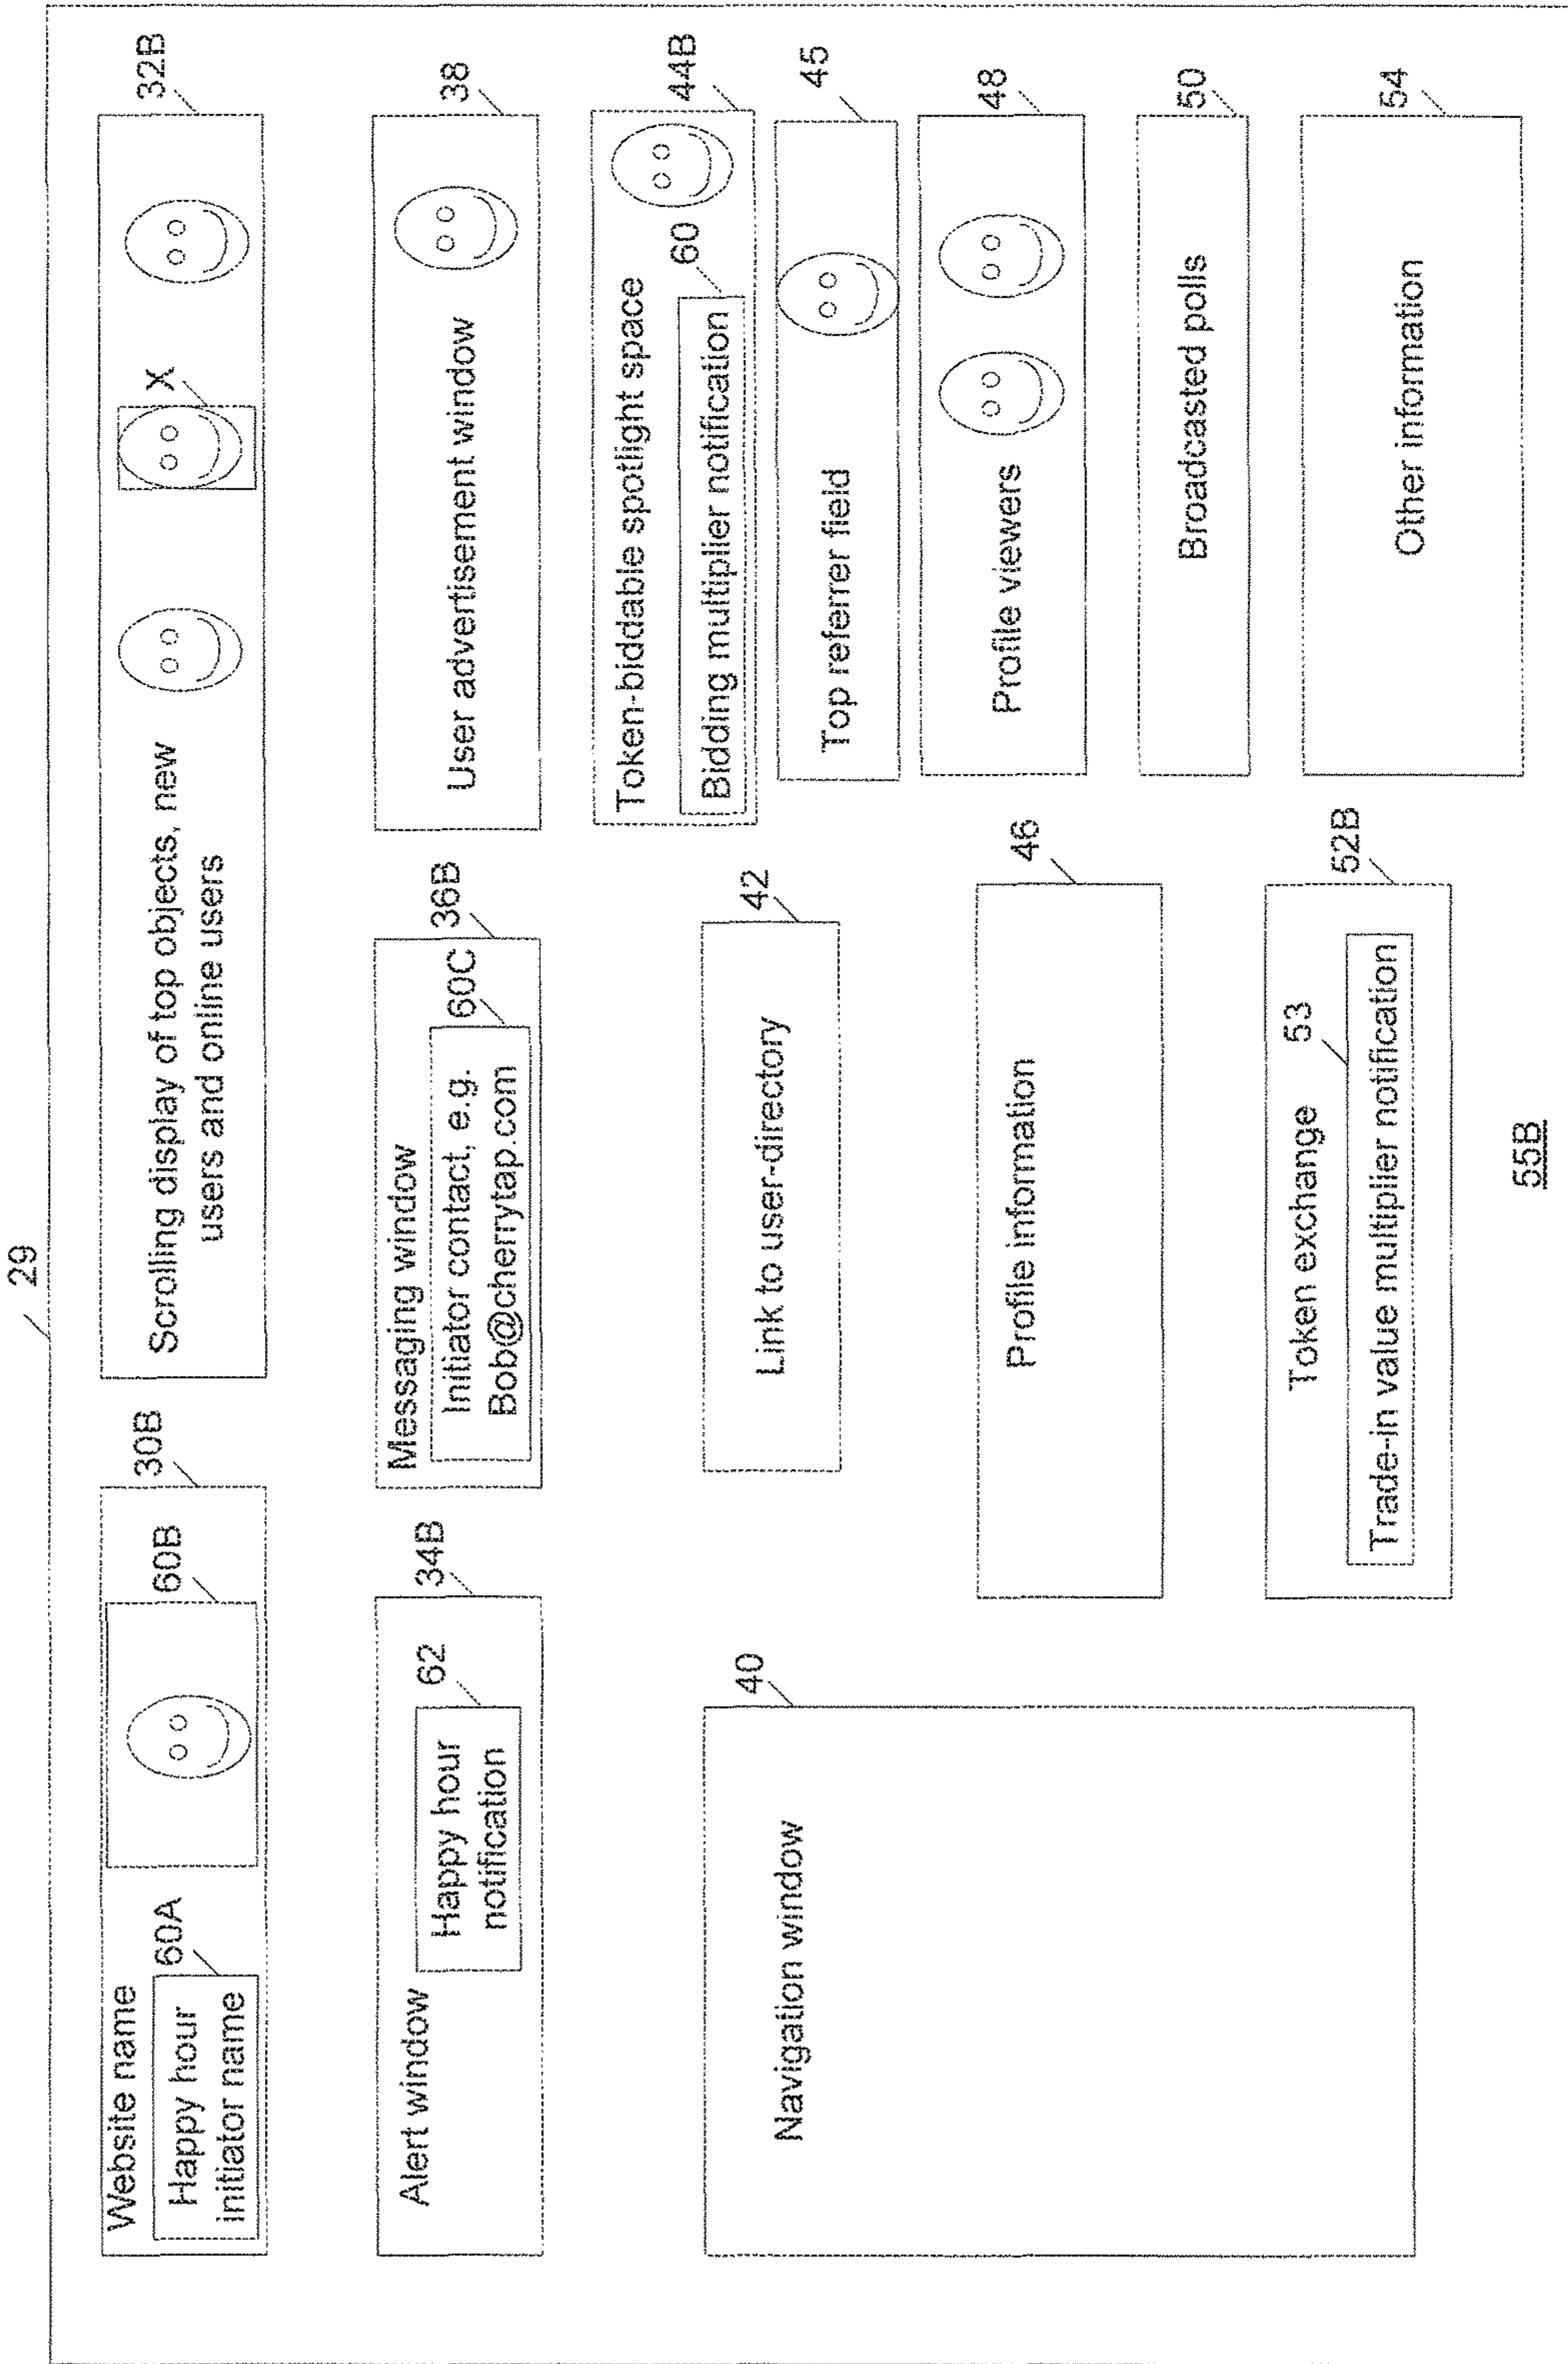 29
Website name
Happy hour
initiator name
60A
60B
30B
Scrolling display of top objects, new
users and online users
X
32B
Alert window
Happy hour
notification
62
34B
Messaging window
Initiator contact, e.g.
Bob@cherrytap.com
60C
36B
User advertisement window
38
Navigation window
40
Link to user-directory
42
Token-biddable spotlight space
Bidding multiplier notification
60
44B
Top referrer field
45
Profile information
46
Profile viewers
48
Broadcasted polls
50
Token exchange
53
Trade-in value multiplier notification
52B
Other information
54
55B